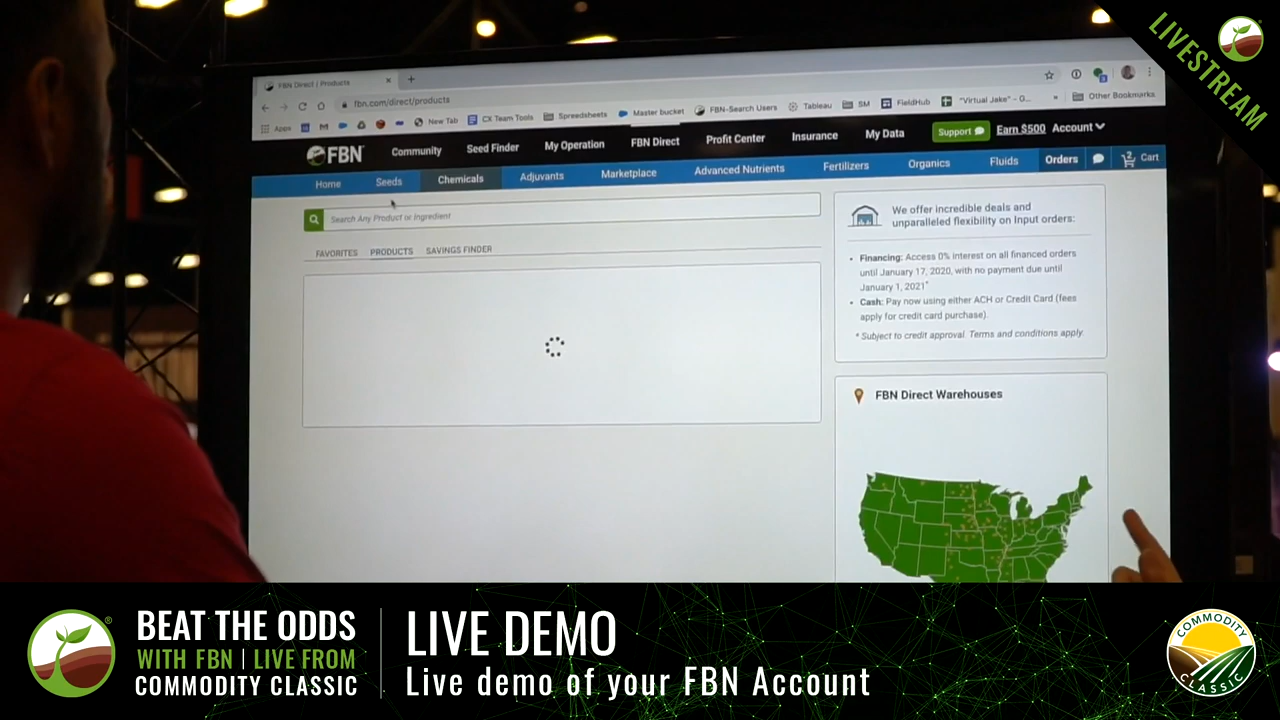 LIVESTREAM
FBN Direct | Products
fbn.com/direct/products
Apps New Tab CX Team Tools Spreadsheets Master bucket FBN-Search Users Tableau SM FieldHub "Virtual Jake" – G... » Other Bookmarks
FBN Community Seed Finder My Operation FBN Direct Profit Center Insurance My Data Support Earn $500 Account
Home Seeds Chemicals Adjuvants Marketplace Advanced Nutrients Fertilizers Organics Fluids Orders 2 Cart
Search Any Product or Ingredient
FAVORITES PRODUCTS SAVINGS FINDER
We offer incredible deals and
unparalleled flexibility on Input orders:
• Financing: Access 0% interest on all financed orders
until January 17, 2020, with no payment due until
January 1, 2021*
• Cash: Pay now using either ACH or Credit Card (fees
apply for credit card purchase).
* Subject to credit approval. Terms and conditions apply.
FBN Direct Warehouses
BEAT THE ODDS
WITH FBN | LIVE FROM
COMMODITY CLASSIC
LIVE DEMO
Live demo of your FBN Account
COMMODITY
CLASSIC